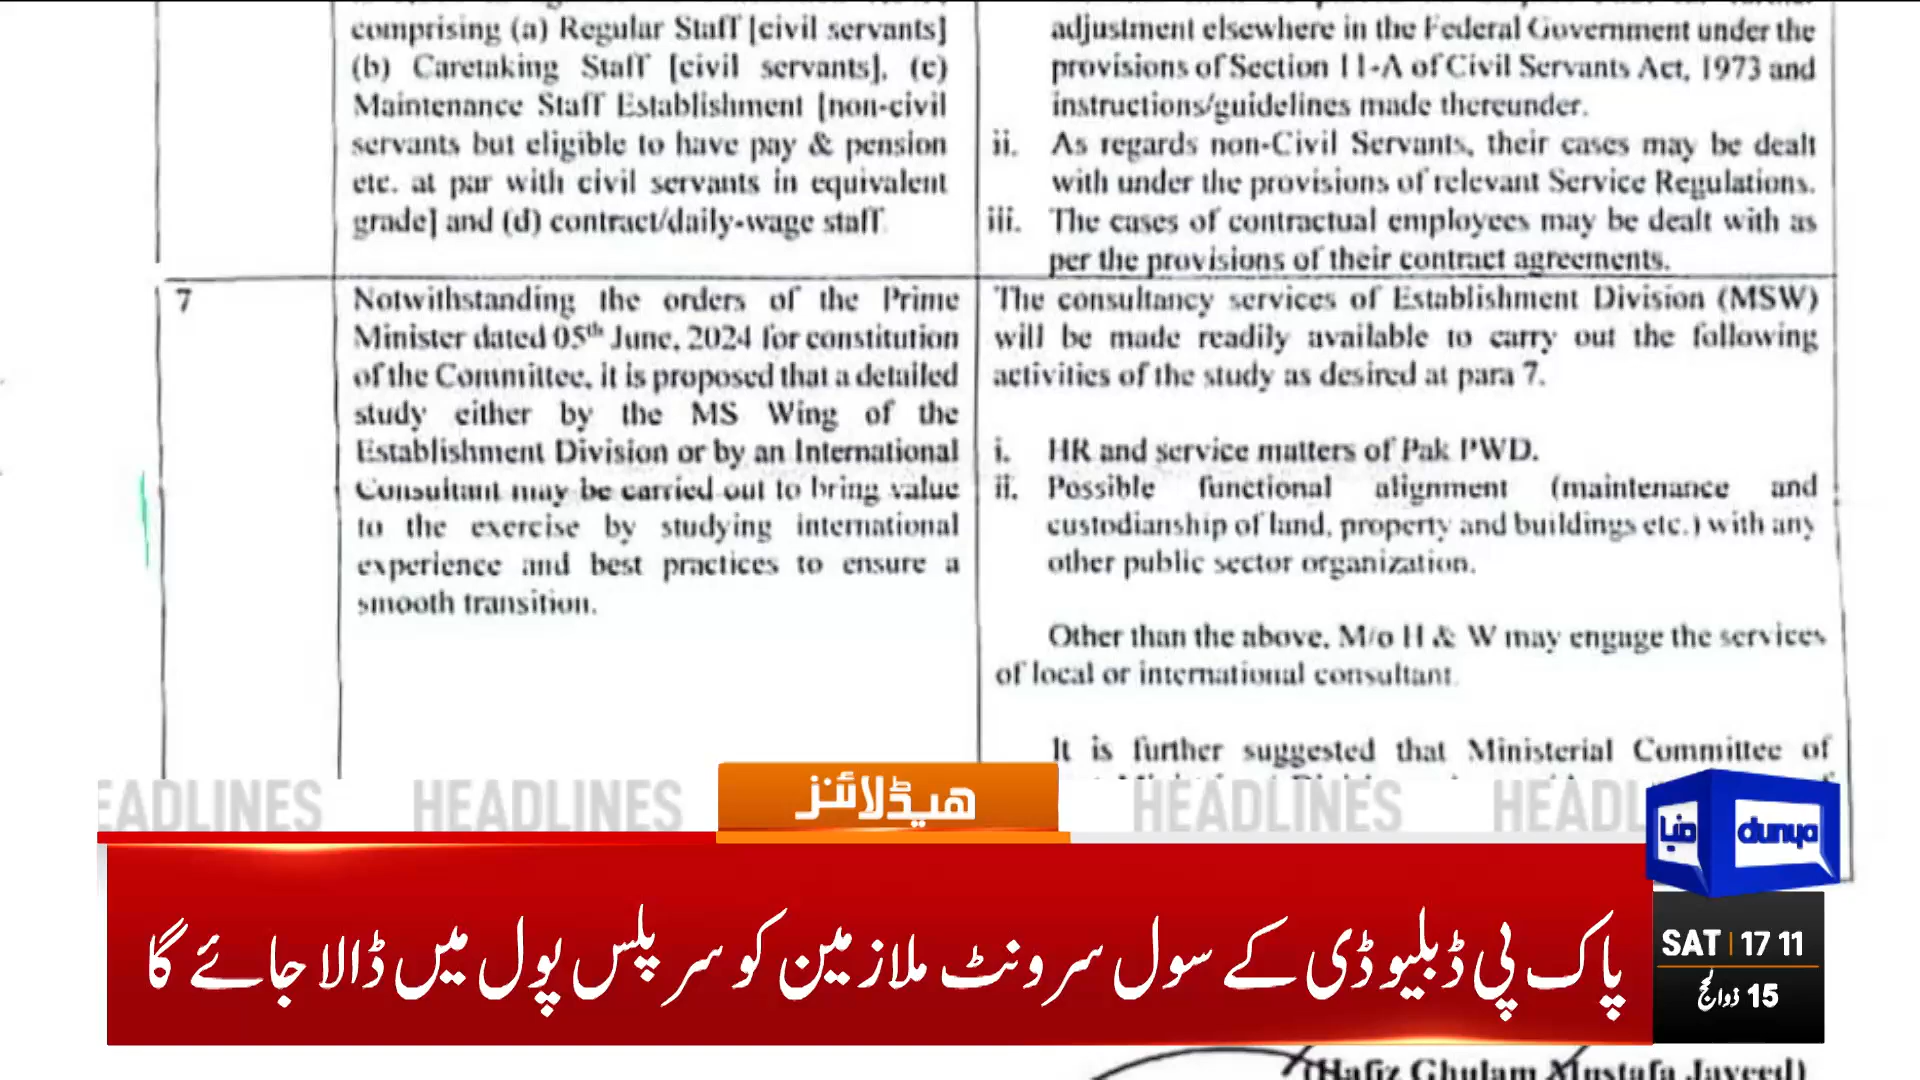 comprising (a) Regular Staff [civil servants]
(b) Caretaking Staff [civil servants], (c)
Maintenance Staff Establishment [non-civil
servants but eligible to have pay & pension
etc. at par with civil servants in equivalent
grade] and (d) contract/daily-wage staff.
adjustment elsewhere in the Federal Government under the
provisions of Section 11-A of Civil Servants Act, 1973 and
instructions/guidelines made thereunder.
ii. As regards non-Civil Servants, their cases may be dealt
with under the provisions of relevant Service Regulations.
iii. The cases of contractual employees may be dealt with as
per the provisions of their contract agreements.
7
Notwithstanding the orders of the Prime
Minister dated 05th June, 2024 for constitution
of the Committee, it is proposed that a detailed
study either by the MS Wing of the
Establishment Division or by an International
Consultant may be carried out to bring value
to the exercise by studying international
experience and best practices to ensure a
smooth transition.
The consultancy services of Establishment Division (MSW)
will be made readily available to carry out the following
activities of the study as desired at para 7.
i. HR and service matters of Pak PWD.
ii. Possible functional alignment (maintenance and
custodianship of land, property and buildings etc.) with any
other public sector organization.
Other than the above, M/o H & W may engage the services
of local or international consultant.
It is further suggested that Ministerial Committee of
EADLINES HEADLINES HEADLINES HEADL
ھیڈلائنز
دنیا dunya
پاک پی ڈبلیو ڈی کے سول سرونٹ ملازمین کو سرپلس پول میں ڈالا جائے گا
SAT 17 11
15 ذوالحج
(Hafiz Ghulam Mustafa Javeed)